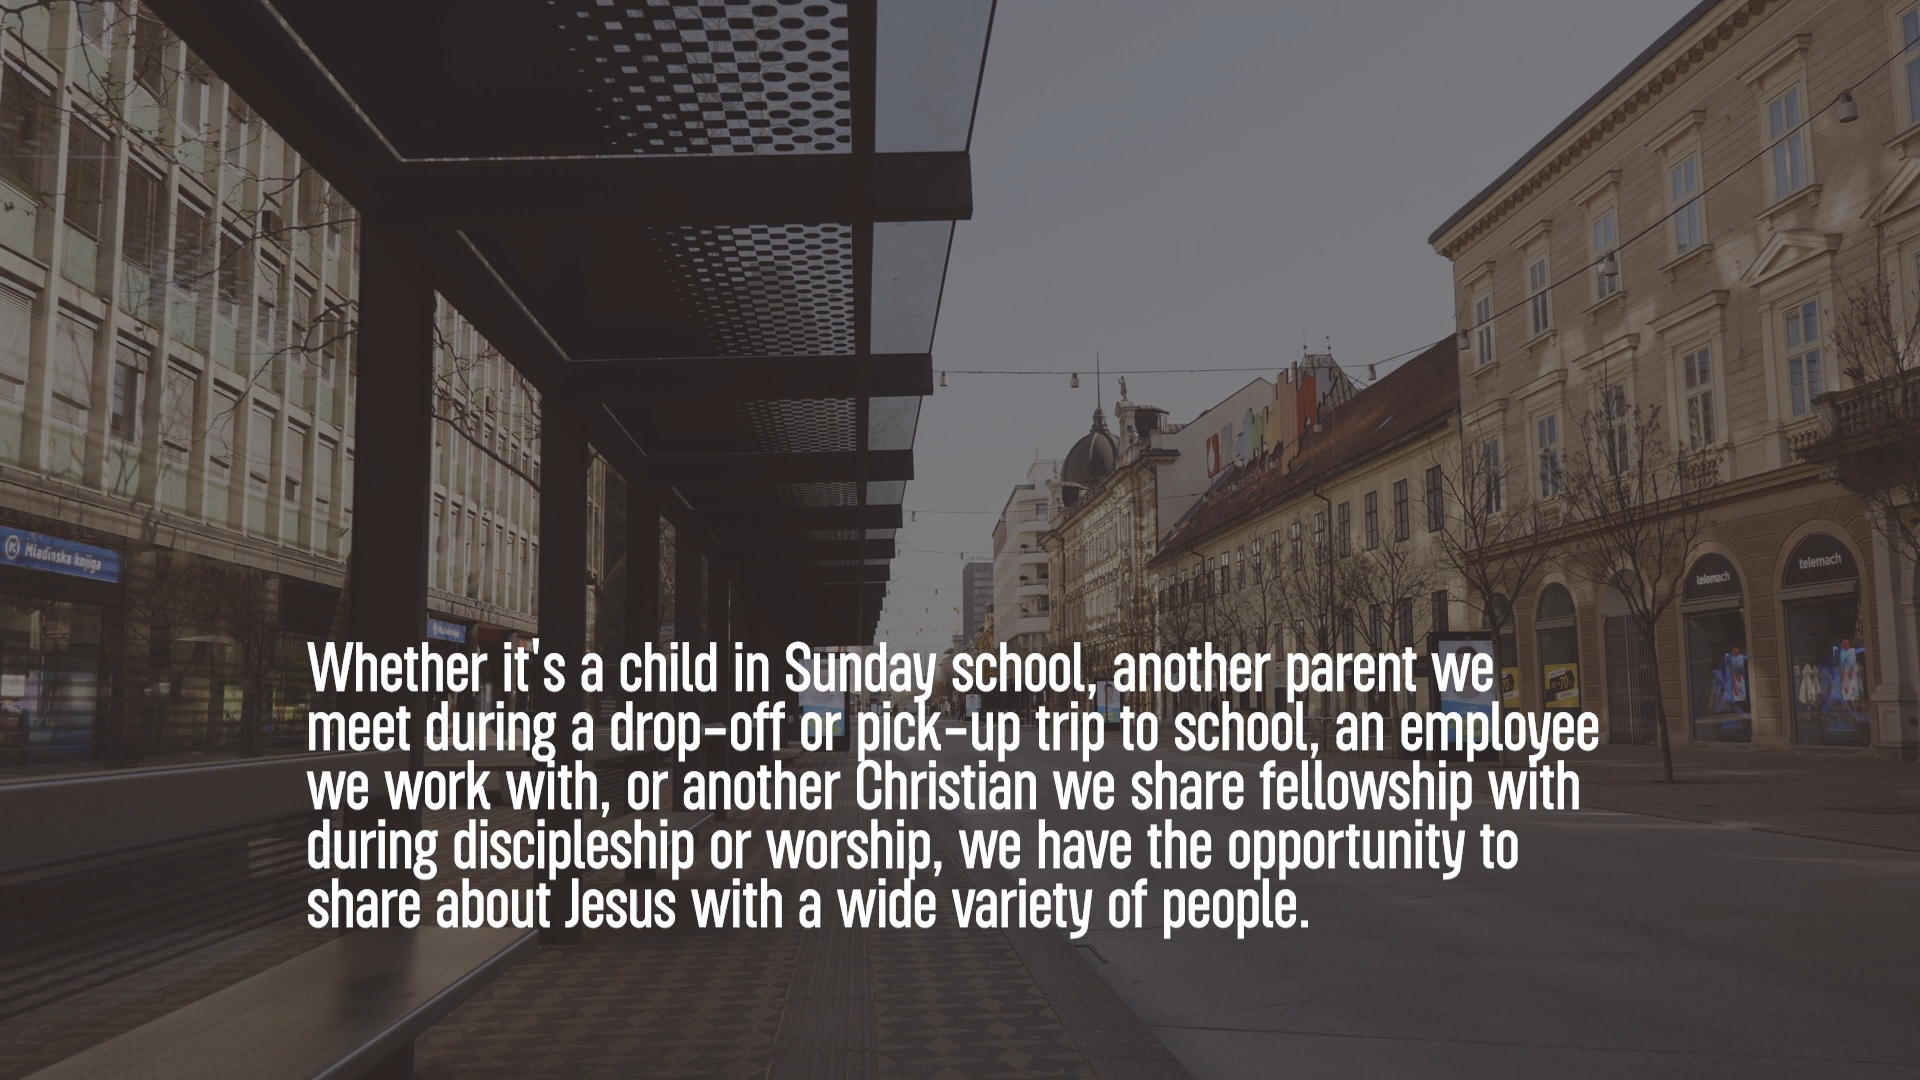 Mladinska knjiga
telemach
telemach
Whether it's a child in Sunday school, another parent we
meet during a drop-off or pick-up trip to school, an employee
we work with, or another Christian we share fellowship with
during discipleship or worship, we have the opportunity to
share about Jesus with a wide variety of people.